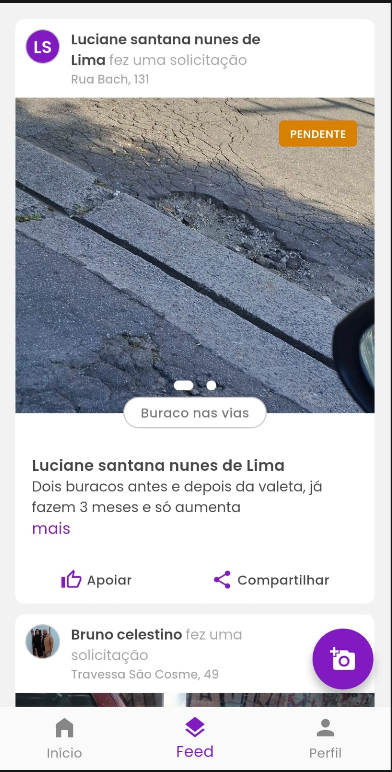 LS
Luciane santana nunes de
Lima fez uma solicitação
Rua Bach, 131
PENDENTE
Buraco nas vias
Luciane santana nunes de Lima
Dois buracos antes e depois da valeta, já
fazem 3 meses e só aumenta
mais
Apoiar
Compartilhar
Bruno celestino fez uma
solicitação
Travessa São Cosme, 49
Início
Feed
Perfil